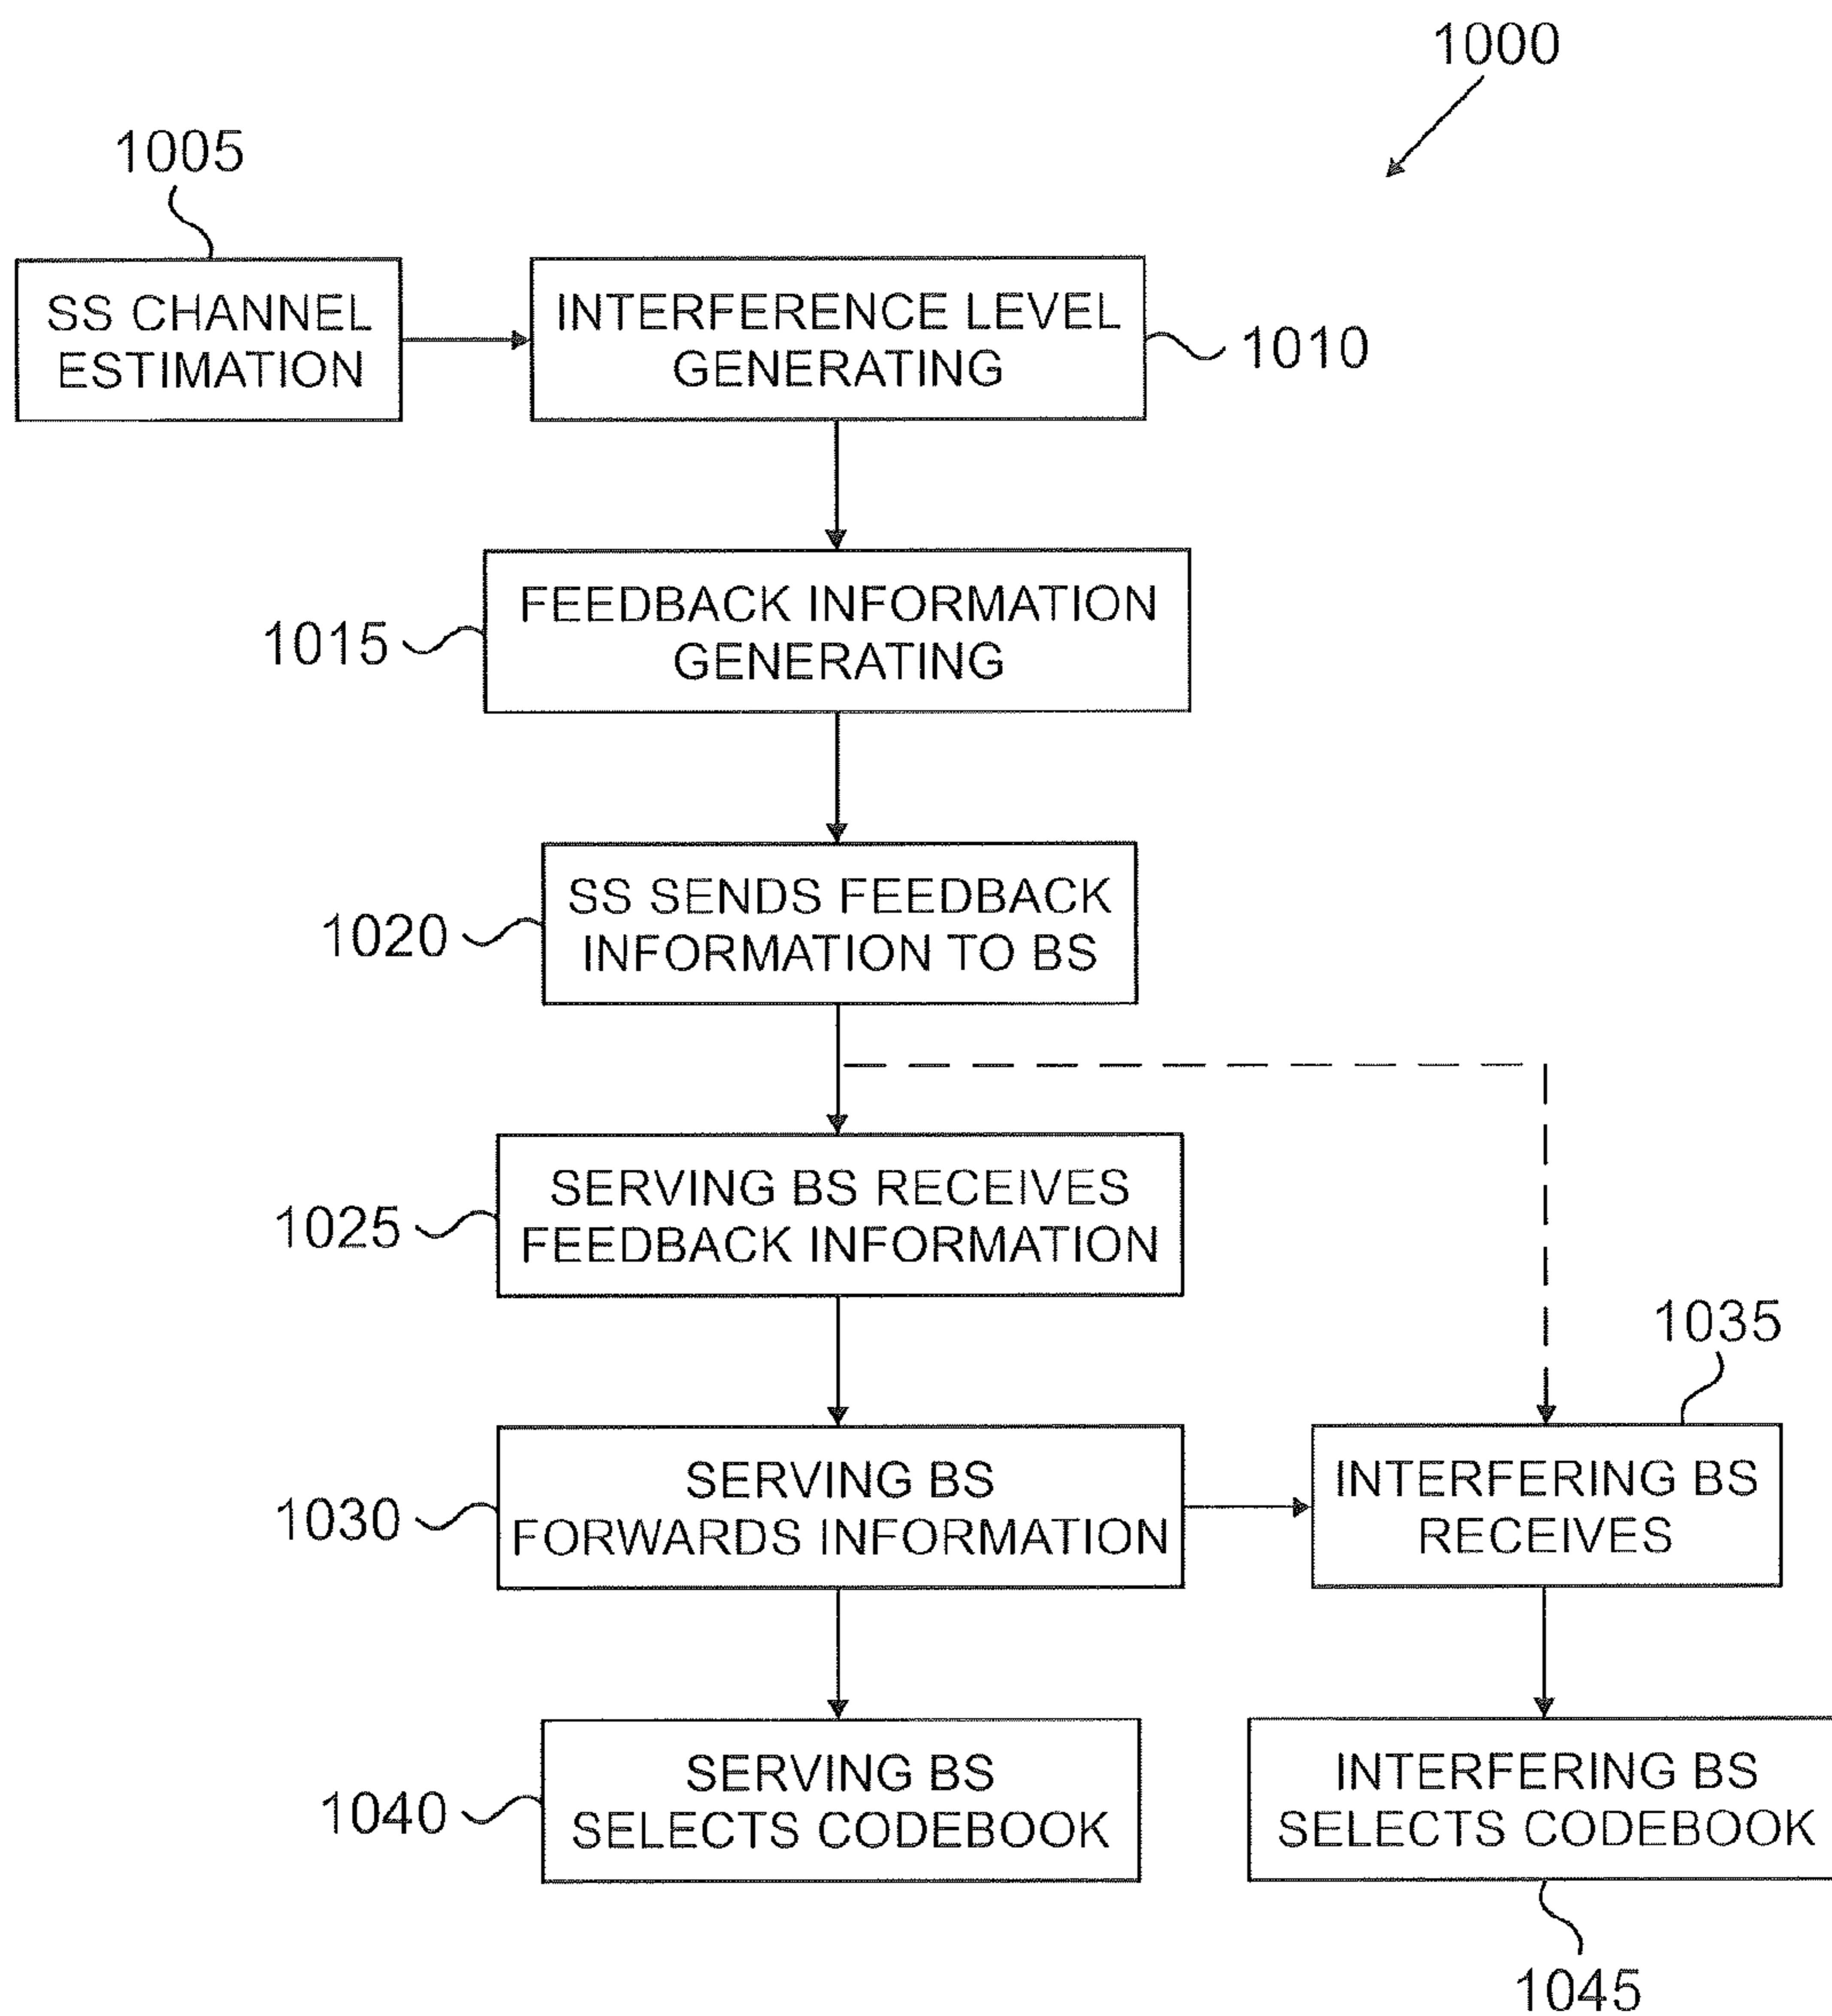 1000
1005
SS CHANNEL
ESTIMATION
INTERFERENCE LEVEL
GENERATING
1010
FEEDBACK INFORMATION
GENERATING
1015
SS SENDS FEEDBACK
INFORMATION TO BS
1020
SERVING BS RECEIVES
FEEDBACK INFORMATION
1025
1035
SERVING BS
FORWARDS INFORMATION
1030
INTERFERING BS
RECEIVES
SERVING BS
SELECTS CODEBOOK
1040
INTERFERING BS
SELECTS CODEBOOK
1045